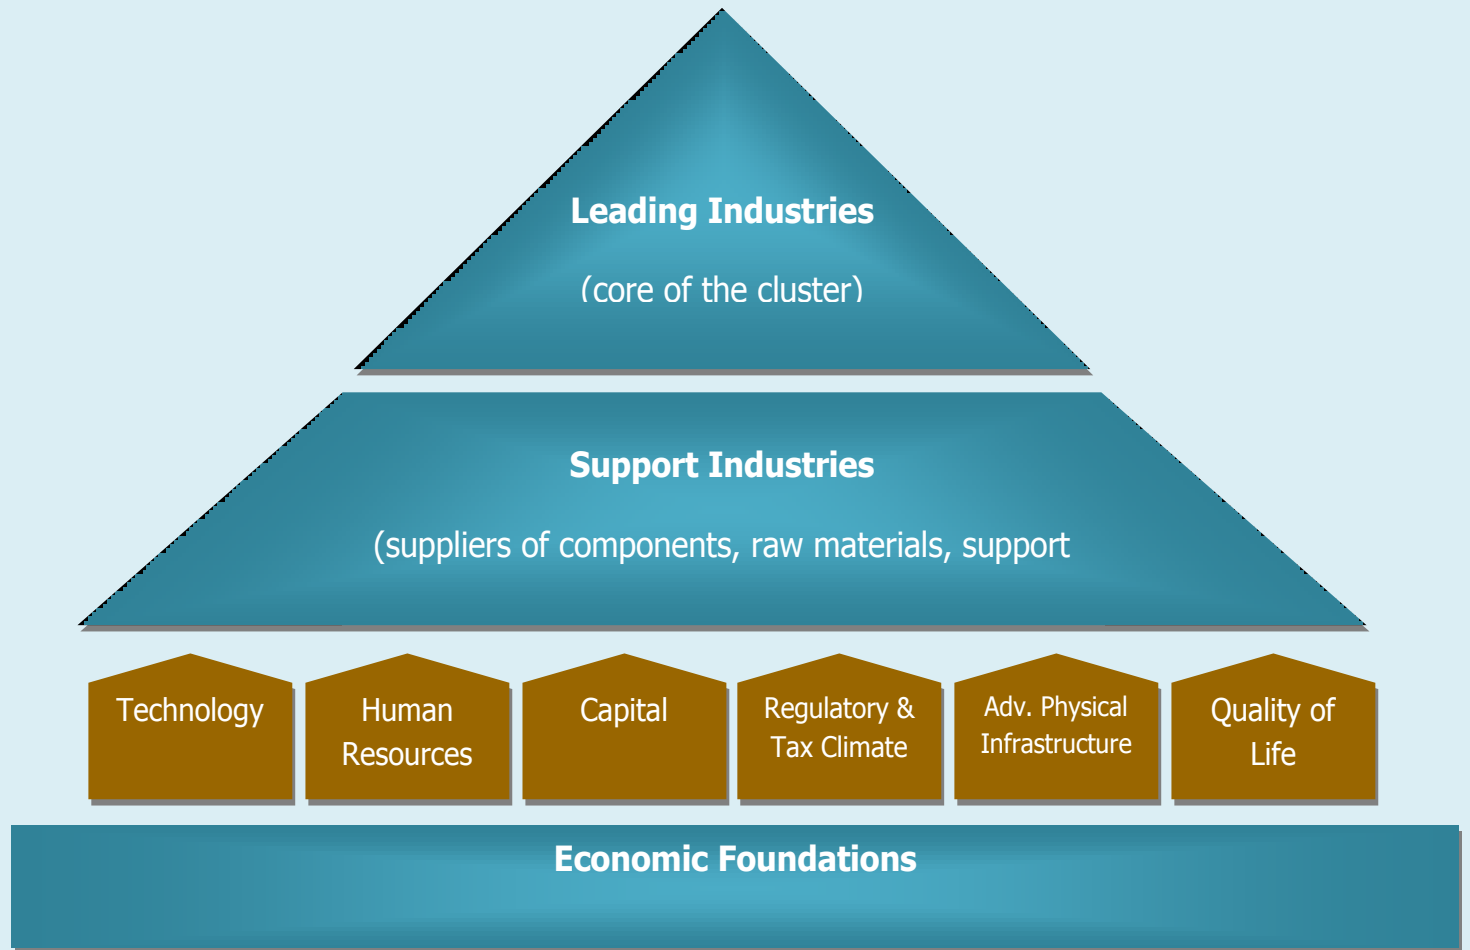 Leading Industries
(core of the cluster)
Support Industries
(suppliers of components, raw materials, support
Technology
Human
Resources
Capital
Regulatory &
Tax Climate
Adv. Physical
Infrastructure
Quality of
Life
Economic Foundations